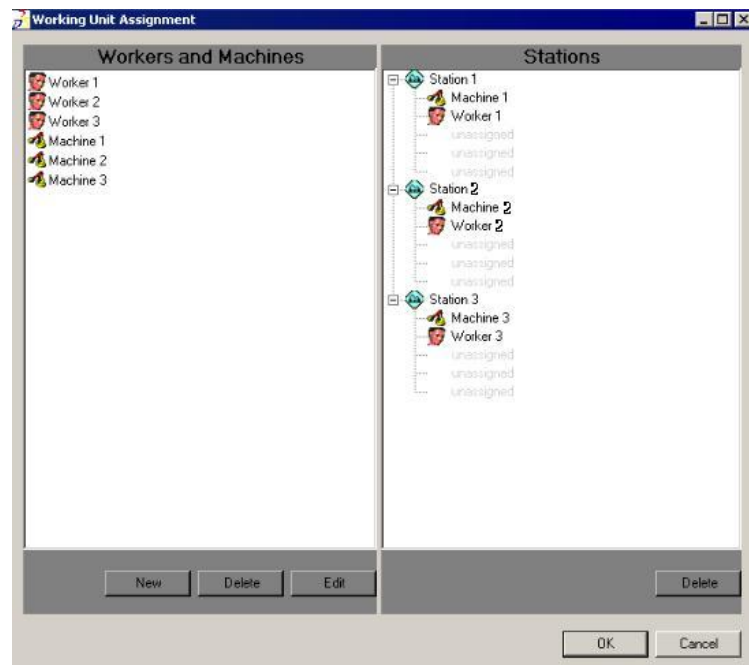 Working Unit Assignment
Workers and Machines
Worker 1
Worker 2
Worker 3
Machine 1
Machine 2
Machine 3
New
Delete
Edit
Stations
Station 1
Machine 1
Worker 1
unassigned
unassigned
unassigned
Station 2
Machine 2
Worker 2
unassigned
unassigned
unassigned
Station 3
Machine 3
Worker 3
unassigned
unassigned
unassigned
Delete
OK
Cancel